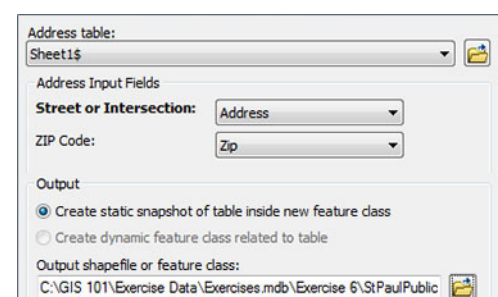 Address table:
Sheet1$
Address Input Fields
Street or Intersection: Address
ZIP Code: Zip
Output
Create static snapshot of table inside new feature class
Create dynamic feature class related to table
Output shapefile or feature class:
C:\GIS 101\Exercise Data\Exercises.mdb\Exercise 6\StPaulPublic